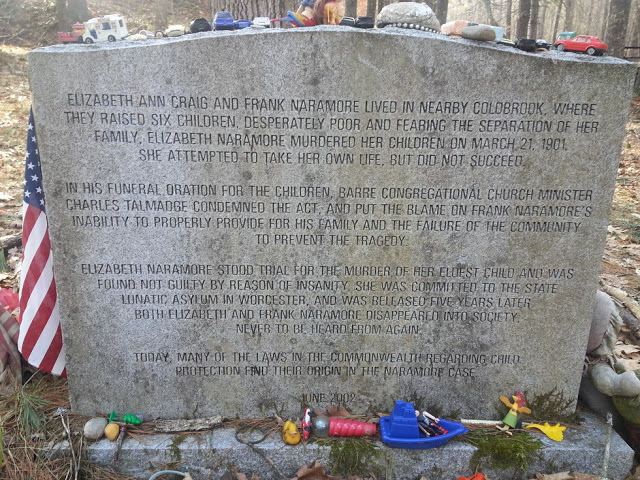 ELIZABETH ANN CRAIG AND FRANK NARAMORE LIVED IN NEARBY COLDBROOK, WHERE
THEY RAISED SIX CHILDREN. DESPERATELY POOR AND FEARING THE SEPARATION OF HER
FAMILY, ELIZABETH NARAMORE MURDERED HER CHILDREN ON MARCH 21, 1901.
SHE ATTEMPTED TO TAKE HER OWN LIFE, BUT DID NOT SUCCEED.
IN HIS FUNERAL ORATION FOR THE CHILDREN, BARRE CONGREGATIONAL CHURCH MINISTER
CHARLES TALMADGE CONDEMNED THE ACT, AND PUT THE BLAME ON FRANK NARAMORE'S
INABILITY TO PROPERLY PROVIDE FOR HIS FAMILY AND THE FAILURE OF THE COMMUNITY
TO PREVENT THE TRAGEDY.
ELIZABETH NARAMORE STOOD TRIAL FOR THE MURDER OF HER ELDEST CHILD AND WAS
FOUND NOT GUILTY BY REASON OF INSANITY. SHE WAS COMMITTED TO THE STATE
LUNATIC ASYLUM IN WORCESTER, AND WAS RELEASED FIVE YEARS LATER.
BOTH ELIZABETH AND FRANK NARAMORE DISAPPEARED INTO SOCIETY,
NEVER TO BE HEARD FROM AGAIN.
TODAY, MANY OF THE LAWS IN THE COMMONWEALTH REGARDING CHILD
PROTECTION FIND THEIR ORIGIN IN THE NARAMORE CASE.
JUNE 2002